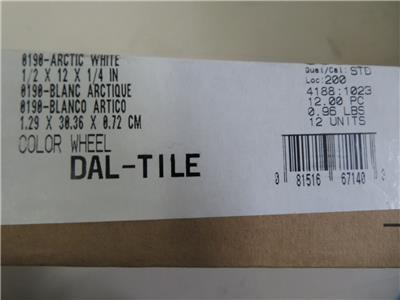 0190-ARCTIC WHITE
1/2 X 12 X 1/4 IN
0190-BLANC ARCTIQUE
0190-BLANCO ARTICO
1.29 X 30.36 X 0.72 CM
COLOR WHEEL
DAL-TILE
Qual/Cal: STD
Loc: 200
4188:1023
12.00 PC
0.96 LBS
12 UNITS
0 81516 67140 3